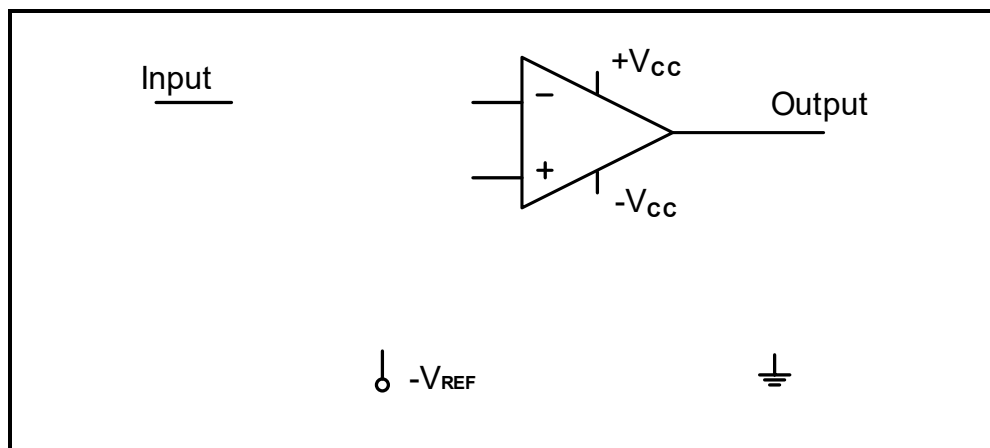 Input
+VCC
Output
−
+
-VCC
-VREF